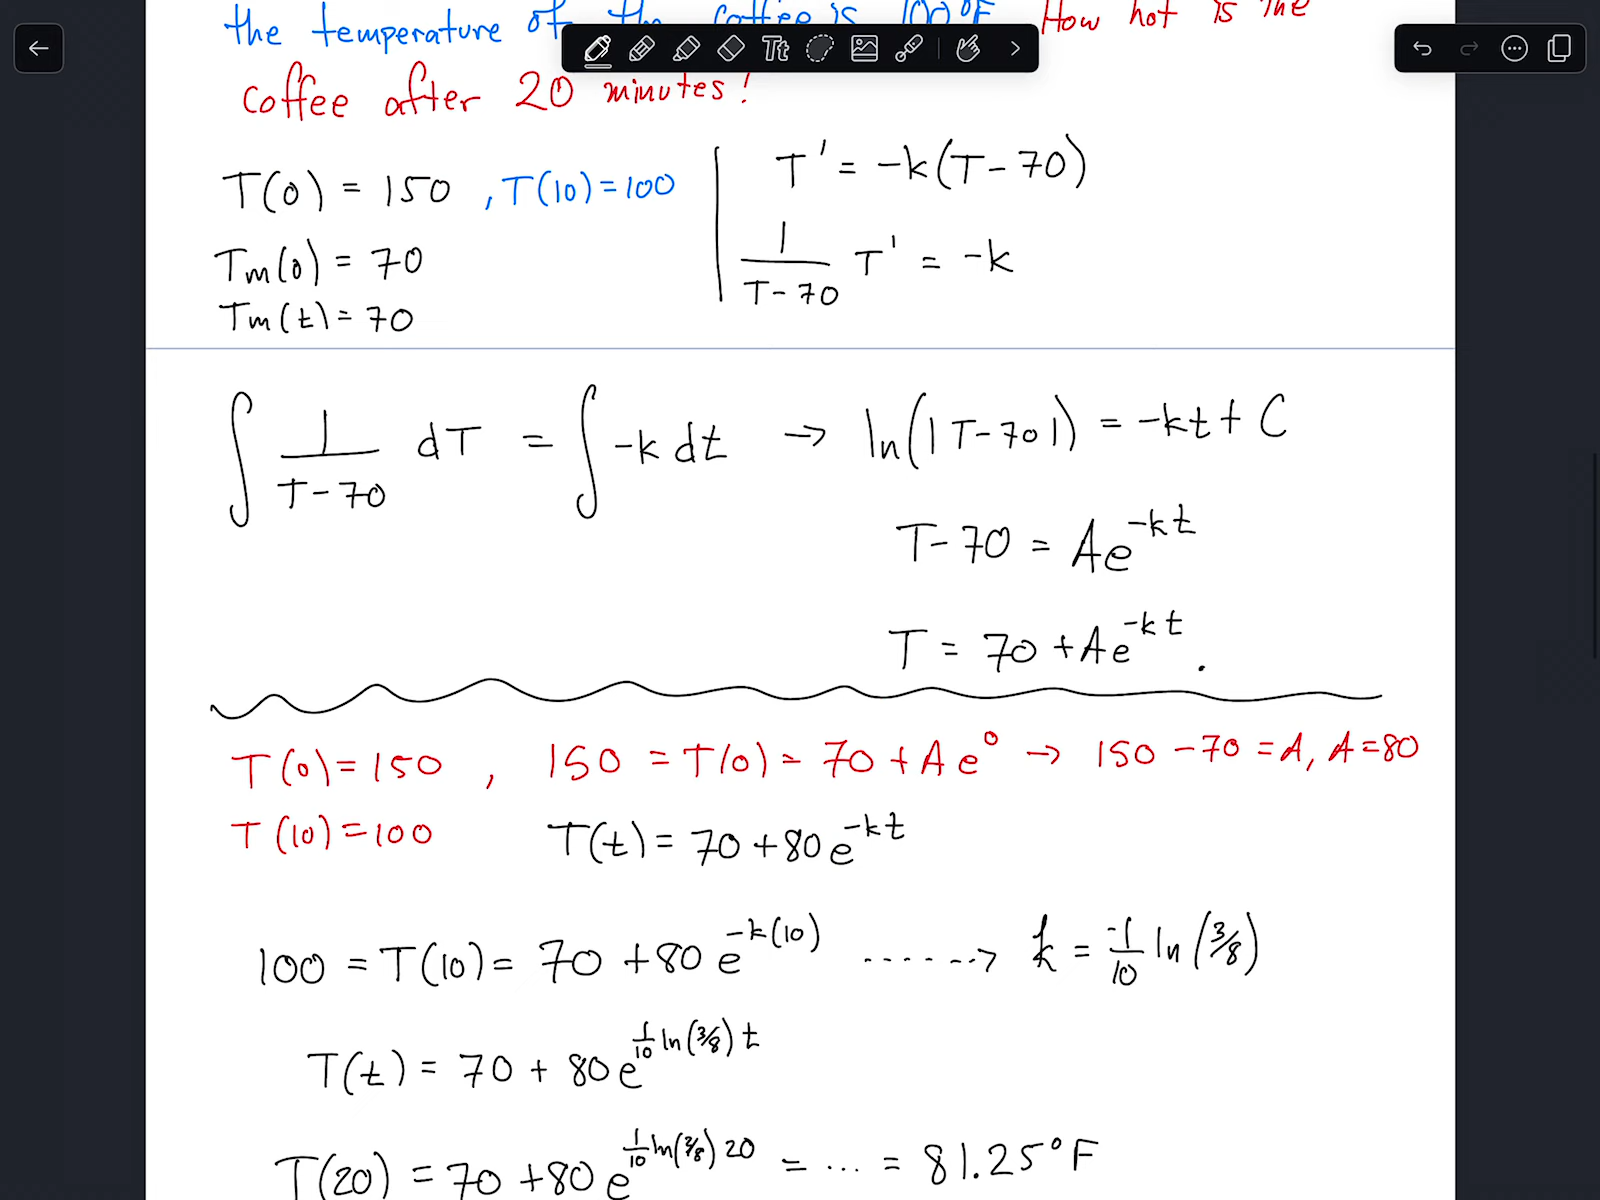 the temperature of the coffee is 100°F. How hot is the
Tt
coffee after 20 minutes?
T(0) = 150 , T(10)=100
Tm(0) = 70
Tm(t)= 70
T' = -k(T-70)
1/(T-70) T' = -k
∫ 1/(T-70) dT = ∫ -k dt → ln(|T-70|) = -kt + C
T-70 = Ae^{-kt}
T = 70 + Ae^{-kt}.
T(0)=150 , 150 = T(0) = 70 + Ae^0 → 150 -70 = A, A=80
T(10)=100 T(t) = 70 +80e^{-kt}
100 = T(10) = 70 +80 e^{-k(10)} ......→ k = -1/10 ln(3/8)
T(t) = 70 + 80e^{1/10 ln(3/8) t}
T(20) = 70 +80 e^{1/10 ln(3/8) 20} = ... = 81.25°F